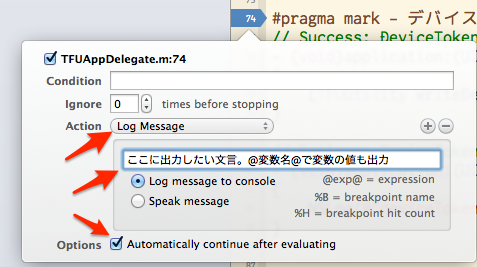 73
74
#pragma mark – デバイス
// Success: DeviceToken
TFUAppDelegate.m:74
Condition
Ignore 0 times before stopping
Action Log Message
ここに出力したい文言。@変数名@で変数の値も出力
Log message to console @exp@ = expression
Speak message %B = breakpoint name
%H = breakpoint hit count
Options Automatically continue after evaluating
82